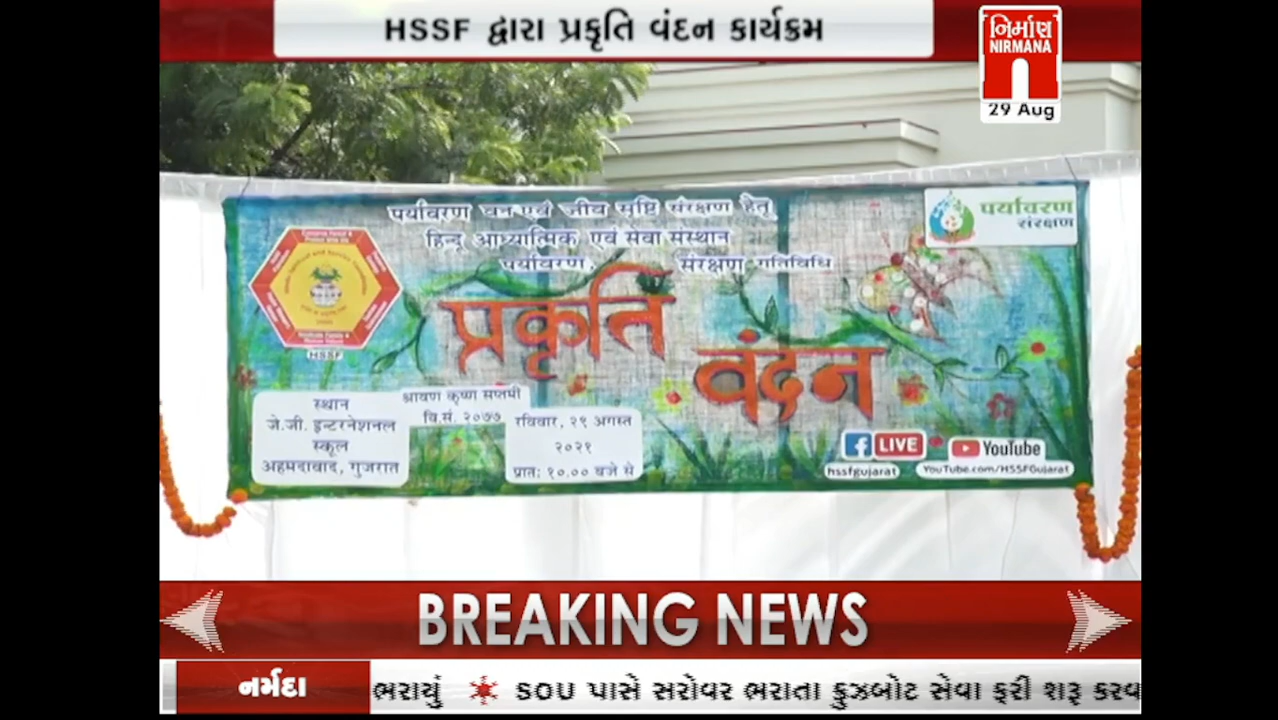 HSSF દ્વારા પ્રકૃતિ વંદન કાર્યક્રમ
निर्माण
NIRMANA
29 Aug
पर्यावरण वन एवं जीव सृष्टि संरक्षण हेतु
हिन्दू आध्यात्मिक एवं सेवा संस्थान
पर्यावरण, संरक्षण गतिविधि
पर्यावरण
संरक्षण
प्रकृति
वंदन
HSSF
स्थान
जे.जी. इन्टरनेशनल
स्कूल
अहमदावाद, गुजरात
श्रावण कृष्ण सप्तमी
वि.सं. २०७७
रविवार, २९ अगस्त
२०२१
प्रात: १०.०० बजे से
LIVE
hssfgujarat
YouTube
YouTube.com/HSSFGujarat
BREAKING NEWS
નર્મદા
ભરાયું SOU પાસે સરોવર ભરાતા ક્રુઝબોટ સેવા ફરી શરૂ કરવ